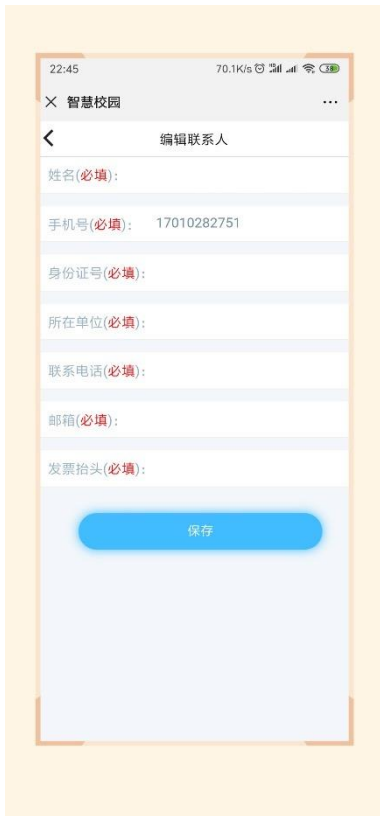 22:45 70.1K/s 38
智慧校园 ...
编辑联系人
姓名(必填):
手机号(必填): 17010282751
身份证号(必填):
所在单位(必填):
联系电话(必填):
邮箱(必填):
发票抬头(必填):
保存